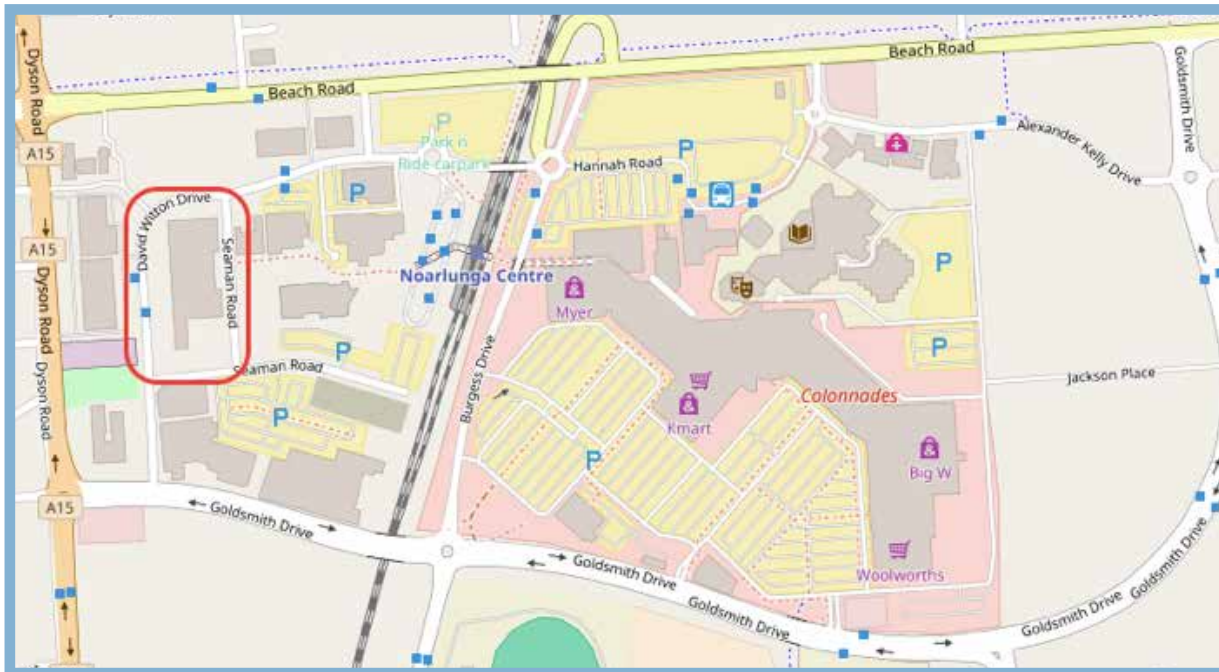 Beach Road
Beach Road
Dyson Road
Goldsmith Drive
P
Park n
Ride carpark
A15
Alexander Kelly Drive
Hannah Road
P
P
David Witton Drive
A15
Seaman Road
Noarlunga Centre
P
Dyson Road
Dyson Road
Myer
Burgess Drive
P
P
Seaman Road
Jackson Place
Colonnades
Kmart
P
P
Big W
A15
Goldsmith Drive
Goldsmith Drive
Woolworths
Goldsmith Drive
Goldsmith Drive
Goldsmith Drive